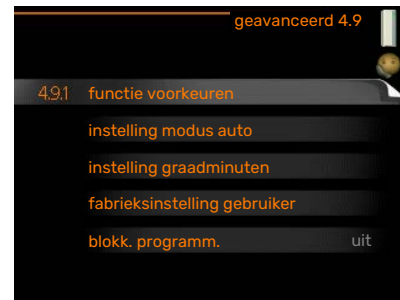 geavanceerd 4.9
4.9.1 functie voorkeuren
instelling modus auto
instelling graadminuten
fabrieksinstelling gebruiker
blokk. programm. uit